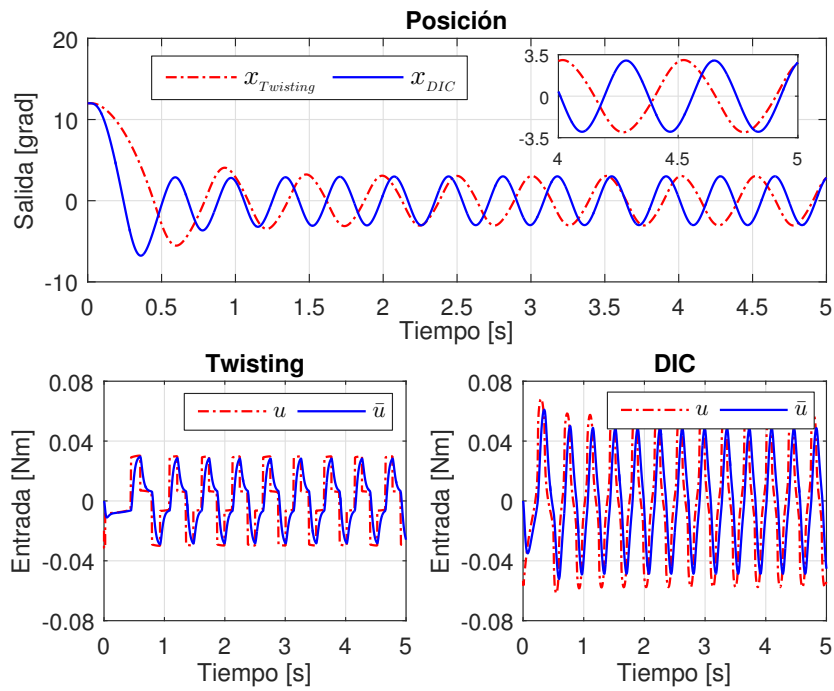 Posición
Salida [grad]
20
10
0
-10
x_Twisting x_DIC
3.5
0
-3.5
4 4.5 5
0 0.5 1 1.5 2 2.5 3 3.5 4 4.5 5
Tiempo [s]
Twisting
Entrada [Nm]
0.08
0.04
0
-0.04
-0.08
u ū
0 1 2 3 4 5
Tiempo [s]
DIC
Entrada [Nm]
0.08
0.04
0
-0.04
-0.08
u ū
0 1 2 3 4 5
Tiempo [s]